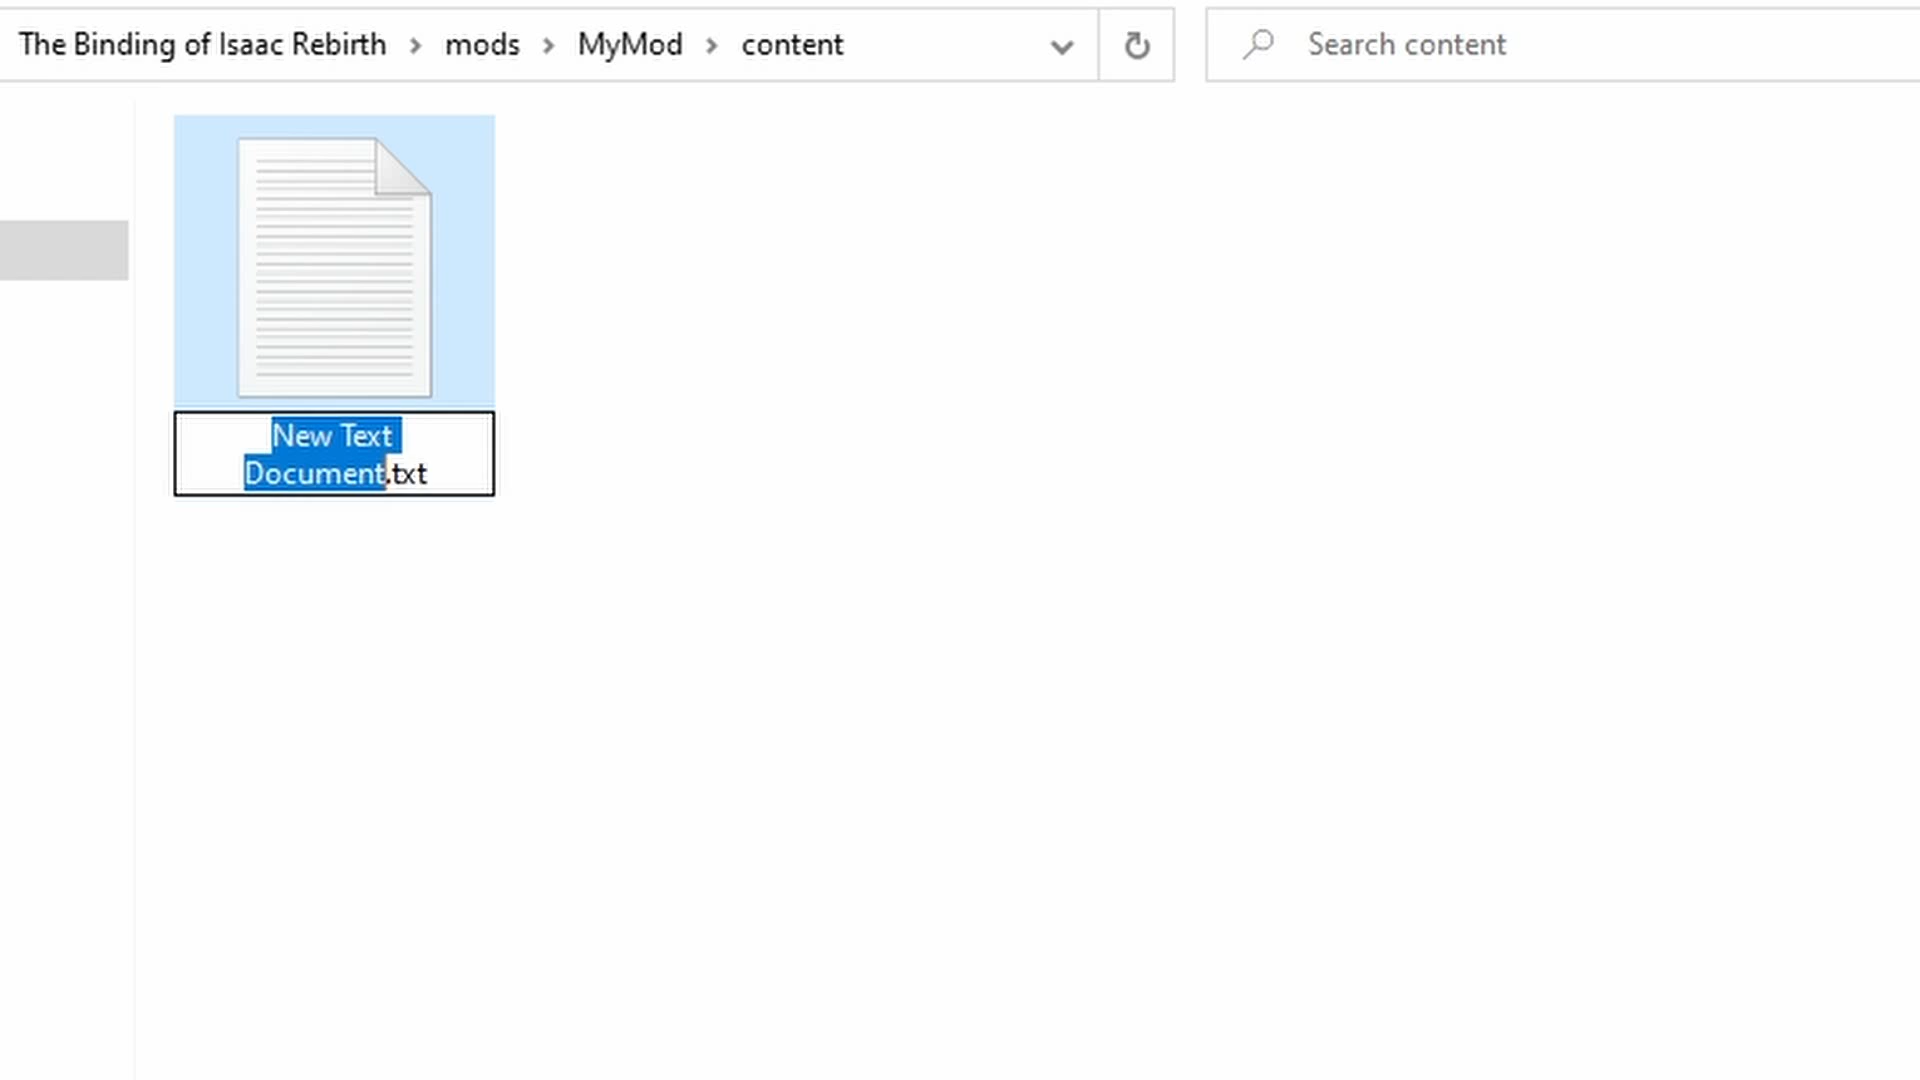 The Binding of Isaac Rebirth > mods > MyMod > content
Search content
New Text
Document.txt